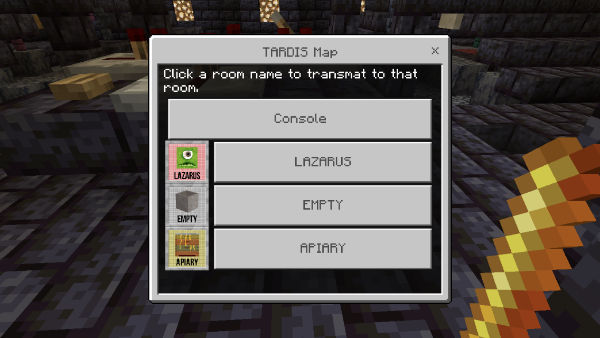 TARDIS Map
Click a room name to transmat to that
room.
Console
LAZARUS
LAZARUS
EMPTY
EMPTY
APIARY
APIARY